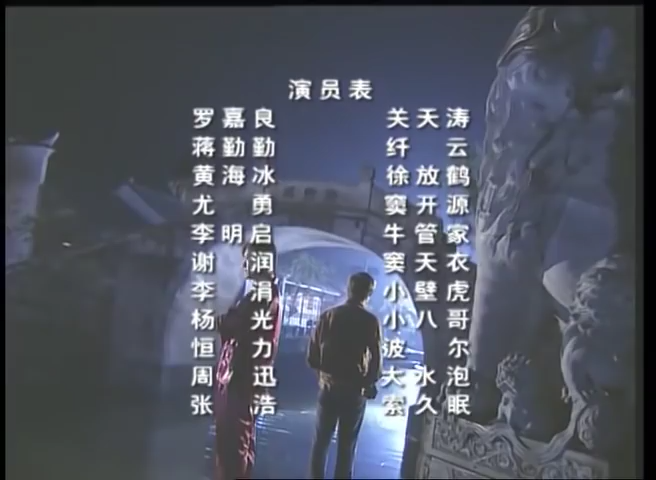 演员表
罗嘉良 关天涛
蒋勤勤 纤云
黄海冰 徐放鹤
尤勇 窦开源
李明启 牛管家
谢润 窦天衣
李涓 小壁虎
杨光 小八哥
恒力 波尔
周迅 大水泡
张浩 索久眠